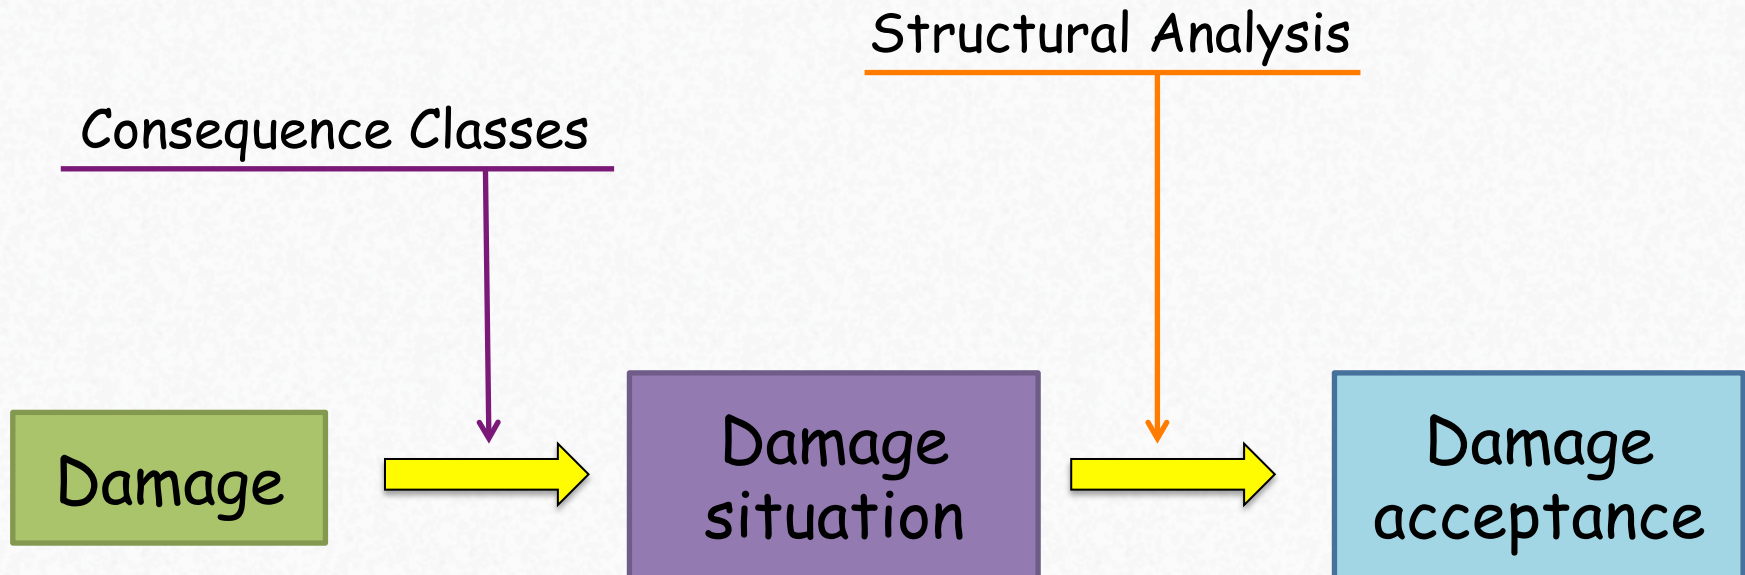 Structural Analysis
Consequence Classes
Damage
Damage
situation
Damage
acceptance